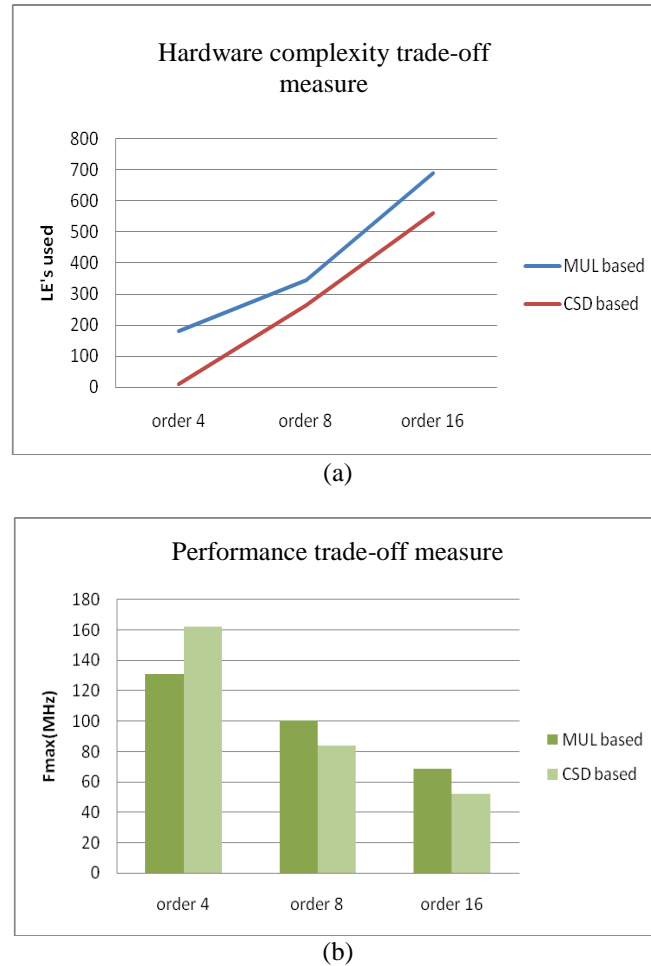 Hardware complexity trade-off
measure
800
700
600
500
400
300
200
100
0
LE's used
order 4
order 8
order 16
MUL based
CSD based
(a)
Performance trade-off measure
180
160
140
120
100
80
60
40
20
0
Fmax(MHz)
order 4
order 8
order 16
MUL based
CSD based
(b)